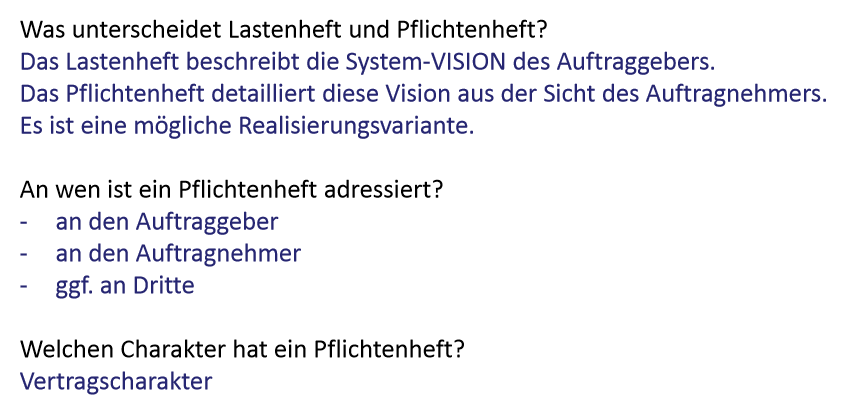 Was unterscheidet Lastenheft und Pflichtenheft?
Das Lastenheft beschreibt die System-VISION des Auftraggebers.
Das Pflichtenheft detailliert diese Vision aus der Sicht des Auftragnehmers.
Es ist eine mögliche Realisierungsvariante.
An wen ist ein Pflichtenheft adressiert?
- an den Auftraggeber
- an den Auftragnehmer
- ggf. an Dritte
Welchen Charakter hat ein Pflichtenheft?
Vertragscharakter